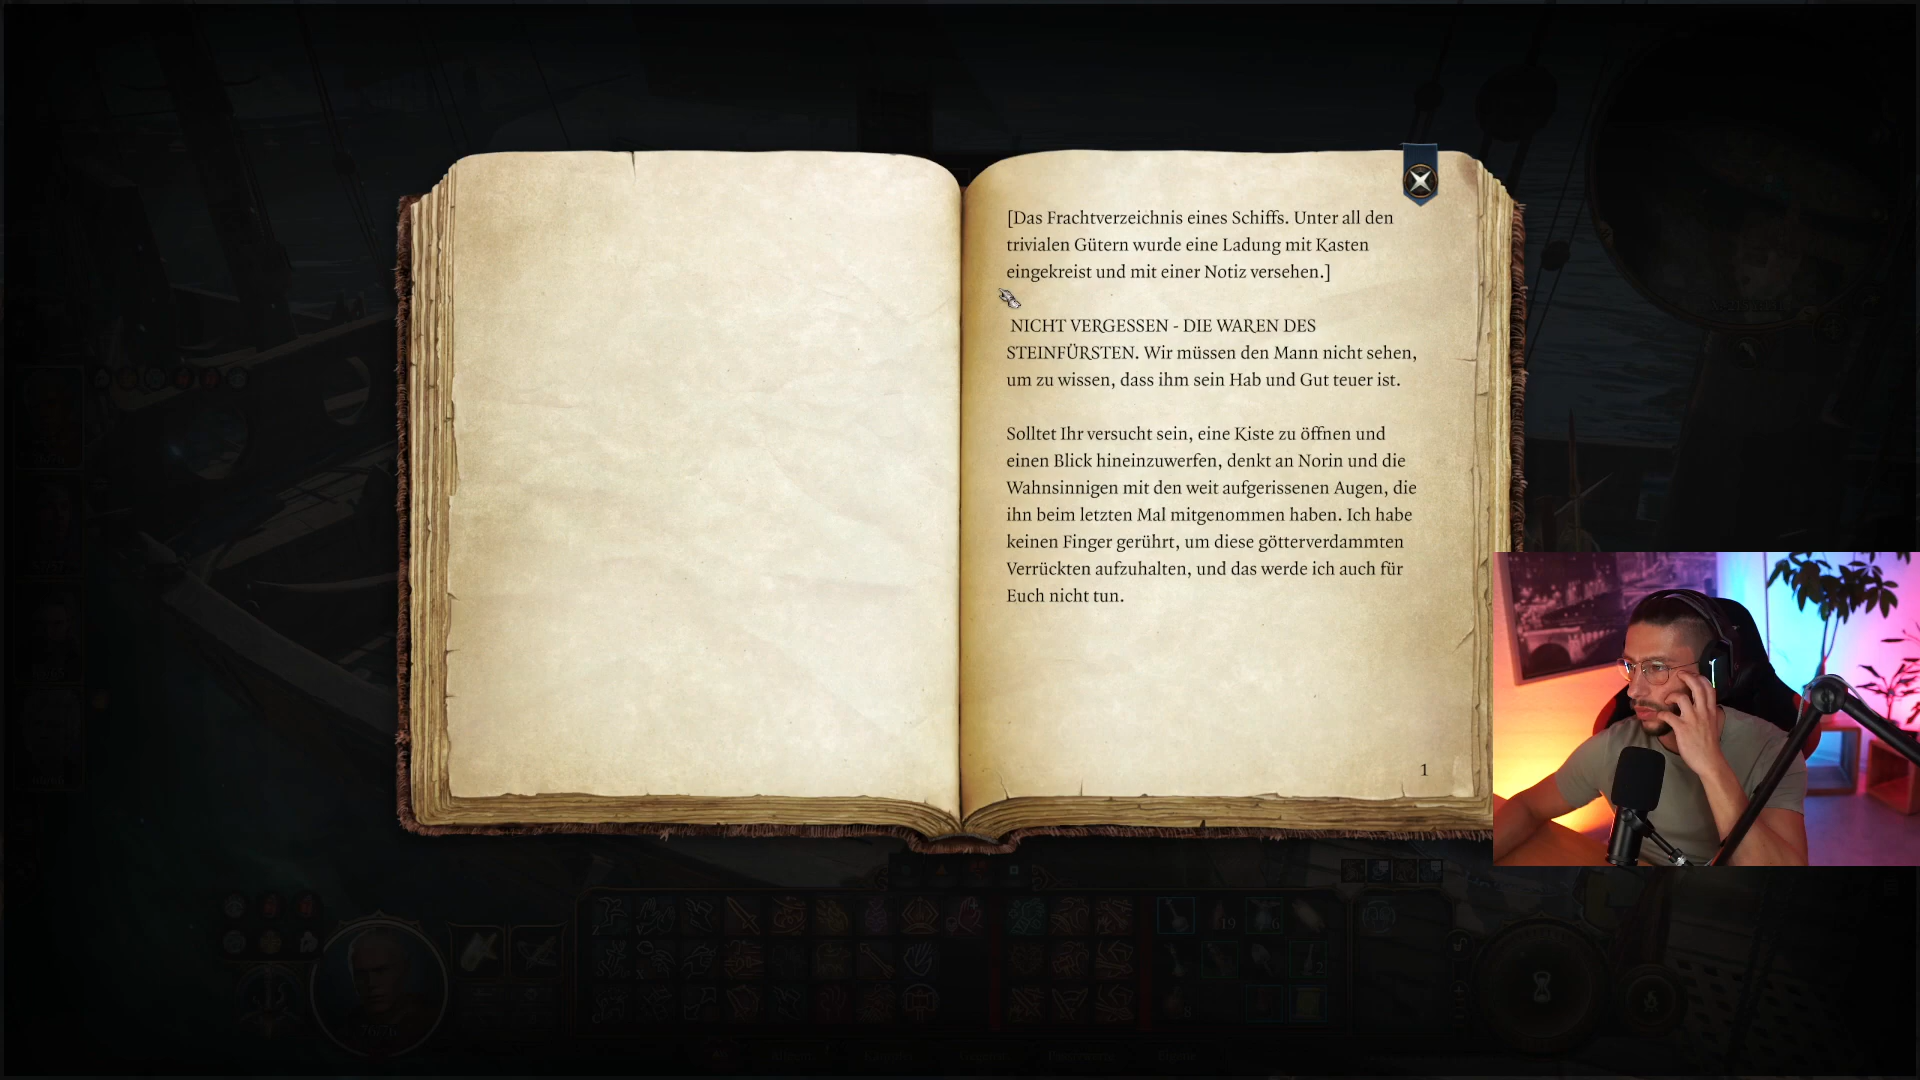 [Das Frachtverzeichnis eines Schiffs. Unter all den
trivialen Gütern wurde eine Ladung mit Kasten
eingekreist und mit einer Notiz versehen.]
NICHT VERGESSEN - DIE WAREN DES
STEINFÜRSTEN. Wir müssen den Mann nicht sehen,
um zu wissen, dass ihm sein Hab und Gut teuer ist.
Solltet Ihr versucht sein, eine Kiste zu öffnen und
einen Blick hineinzuwerfen, denkt an Norin und die
Wahnsinnigen mit den weit aufgerissenen Augen, die
ihn beim letzten Mal mitgenommen haben. Ich habe
keinen Finger gerührt, um diese götterverdammten
Verrückten aufzuhalten, und das werde ich auch für
Euch nicht tun.
1